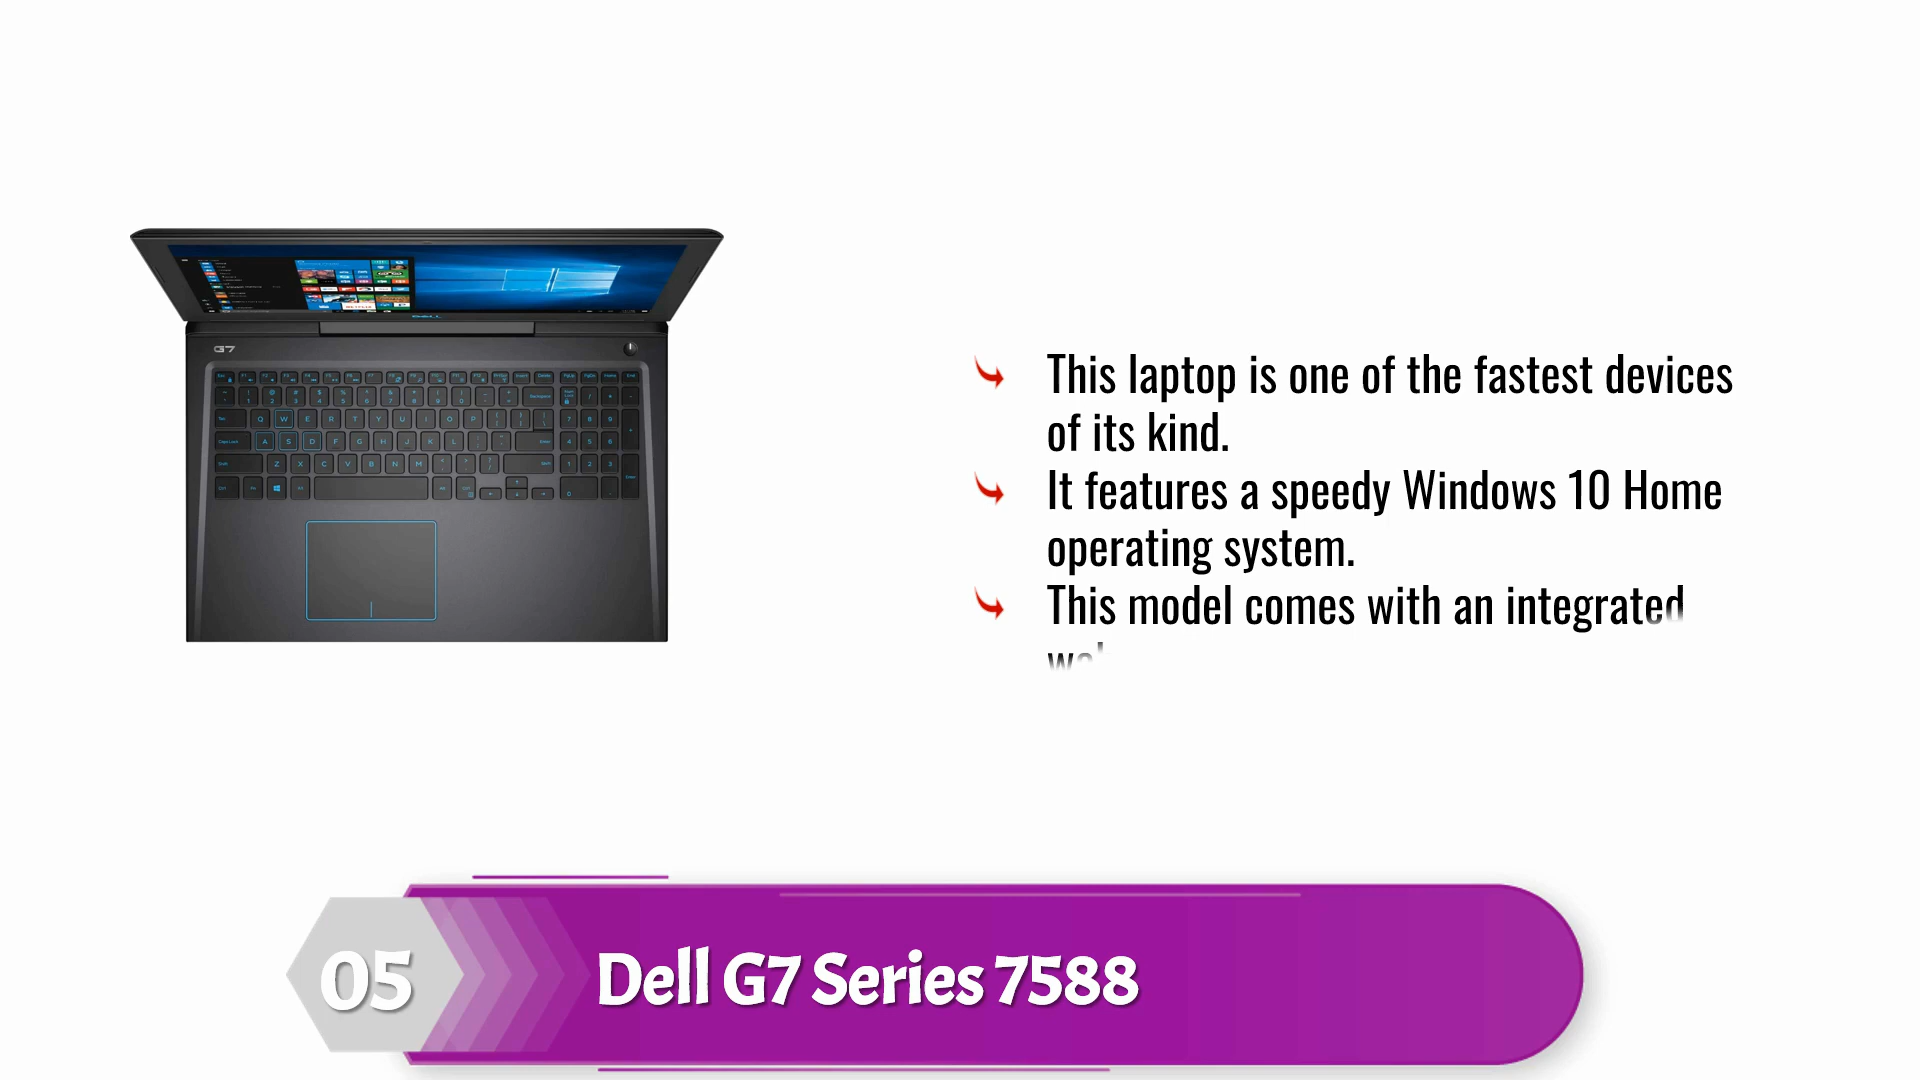 G7
This laptop is one of the fastest devices
of its kind.
It features a speedy Windows 10 Home
operating system.
This model comes with an integrated
05
Dell G7 Series 7588